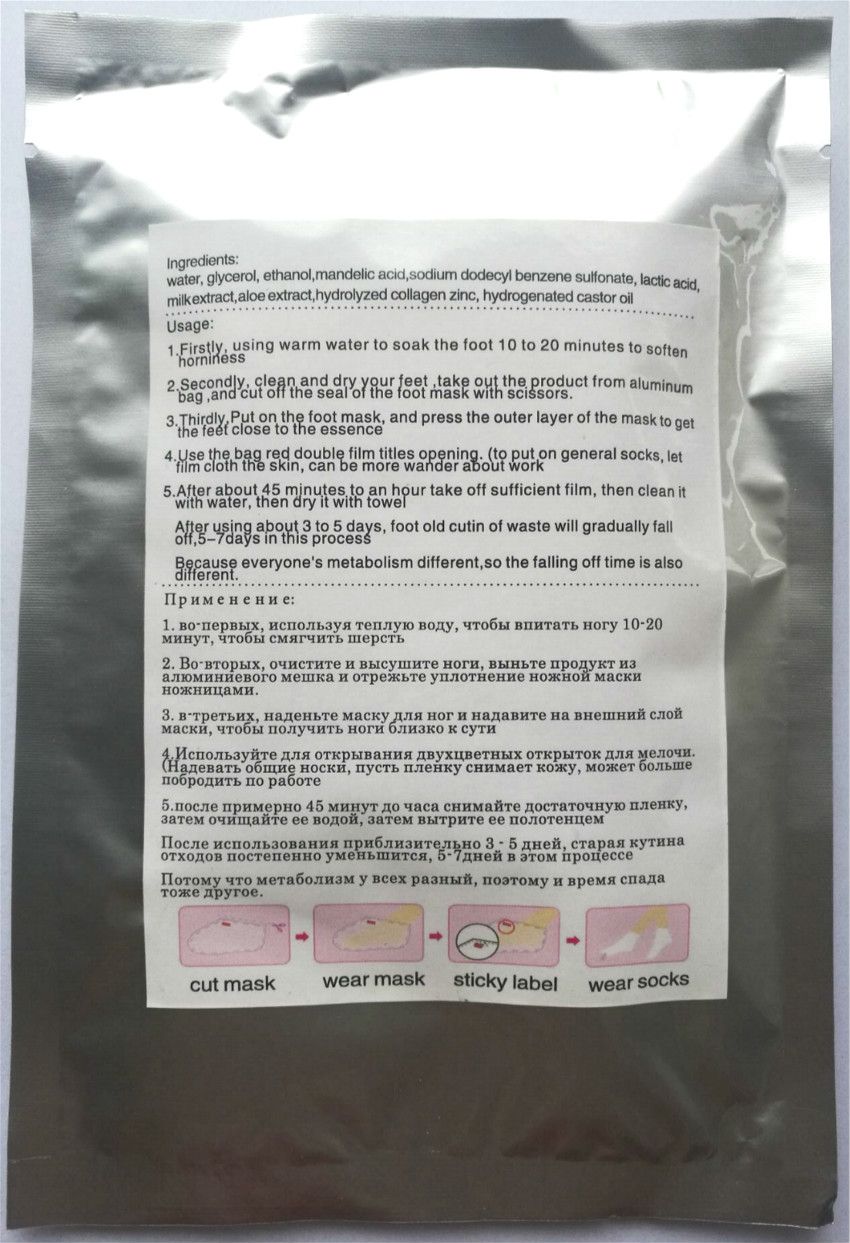 Ingredients:
water, glycerol, ethanol,mandelic acid,sodium dodecyl benzene sulfonate, lactic acid,
milk extract,aloe extract,hydrolyzed collagen zinc, hydrogenated castor oil
Usage:
1.Firstly, using warm water to soak the foot 10 to 20 minutes to soften
horniness
2.Secondly, clean and dry your feet ,take out the product from aluminum
bag ,and cut off the seal of the foot mask with scissors.
3.Thirdly,Put on the foot mask, and press the outer layer of the mask to get
the feet close to the essence
4.Use the bag red double film titles opening. (to put on general socks, let
film cloth the skin, can be more wander about work
5.After about 45 minutes to an hour take off sufficient film, then clean it
with water, then dry it with towel
After using about 3 to 5 days, foot old cutin of waste will gradually fall
off,5–7days in this process
Because everyone's metabolism different,so the falling off time is also
different.
Применение:
1. во-первых, используя теплую воду, чтобы впитать ногу 10-20
минут, чтобы смягчить шерсть
2. Во-вторых, очистите и высушите ноги, выньте продукт из
алюминиевого мешка и отрежьте уплотнение ножной маски
ножницами.
3. в-третьих, наденьте маску для ног и надавите на внешний слой
маски, чтобы получить ноги близко к сути
4.Используйте для открывания двухцветных открыток для мелочи.
(Надевать общие носки, пусть пленку снимает кожу, может больше
побродить по работе
5.после примерно 45 минут до часа снимайте достаточную пленку,
затем очищайте ее водой, затем вытрите ее полотенцем
После использования приблизительно 3 - 5 дней, старая кутина
отходов постепенно уменьшится, 5-7дней в этом процессе
Потому что метаболизм у всех разный, поэтому и время спада
тоже другое.
cut mask wear mask sticky label wear socks